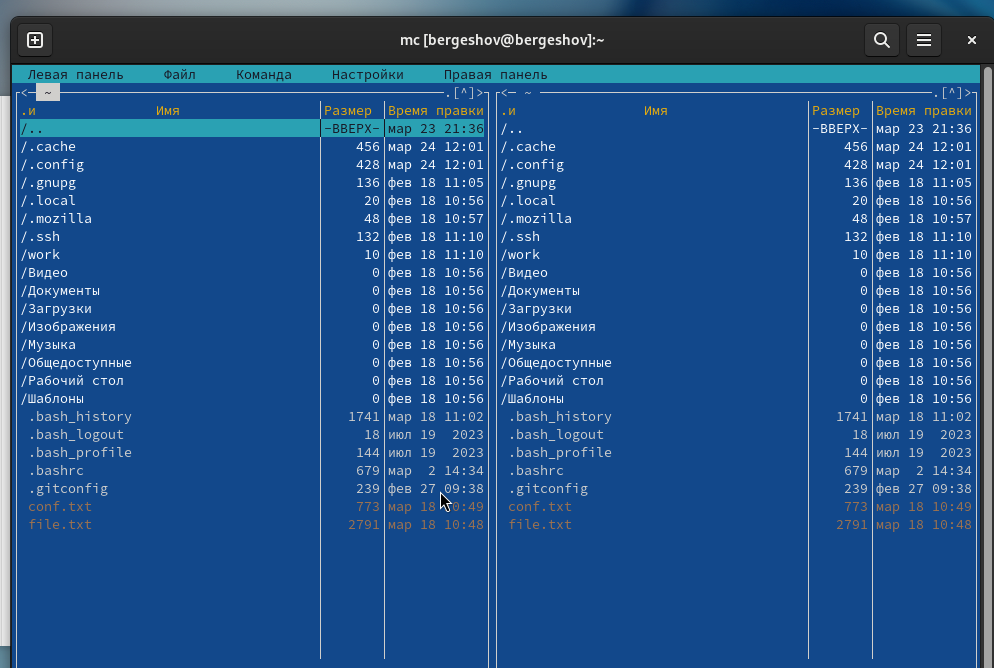 mc [bergeshov@bergeshov]:~
Левая панель Файл Команда Настройки Правая панель
<─ ~ .[^]> <─ ~ .[^]>
.и Имя Размер Время правки .и Имя Размер Время правки
/.. -ВВЕРХ- мар 23 21:36 /.. -ВВЕРХ- мар 23 21:36
/.cache 456 мар 24 12:01 /.cache 456 мар 24 12:01
/.config 428 мар 24 12:01 /.config 428 мар 24 12:01
/.gnupg 136 фев 18 11:05 /.gnupg 136 фев 18 11:05
/.local 20 фев 18 10:56 /.local 20 фев 18 10:56
/.mozilla 48 фев 18 10:57 /.mozilla 48 фев 18 10:57
/.ssh 132 фев 18 11:10 /.ssh 132 фев 18 11:10
/work 10 фев 18 11:10 /work 10 фев 18 11:10
/Видео 0 фев 18 10:56 /Видео 0 фев 18 10:56
/Документы 0 фев 18 10:56 /Документы 0 фев 18 10:56
/Загрузки 0 фев 18 10:56 /Загрузки 0 фев 18 10:56
/Изображения 0 фев 18 10:56 /Изображения 0 фев 18 10:56
/Музыка 0 фев 18 10:56 /Музыка 0 фев 18 10:56
/Общедоступные 0 фев 18 10:56 /Общедоступные 0 фев 18 10:56
/Рабочий стол 0 фев 18 10:56 /Рабочий стол 0 фев 18 10:56
/Шаблоны 0 фев 18 10:56 /Шаблоны 0 фев 18 10:56
.bash_history 1741 мар 18 11:02 .bash_history 1741 мар 18 11:02
.bash_logout 18 июл 19 2023 .bash_logout 18 июл 19 2023
.bash_profile 144 июл 19 2023 .bash_profile 144 июл 19 2023
.bashrc 679 мар 2 14:34 .bashrc 679 мар 2 14:34
.gitconfig 239 фев 27 09:38 .gitconfig 239 фев 27 09:38
conf.txt 773 мар 18 10:49 conf.txt 773 мар 18 10:49
file.txt 2791 мар 18 10:48 file.txt 2791 мар 18 10:48